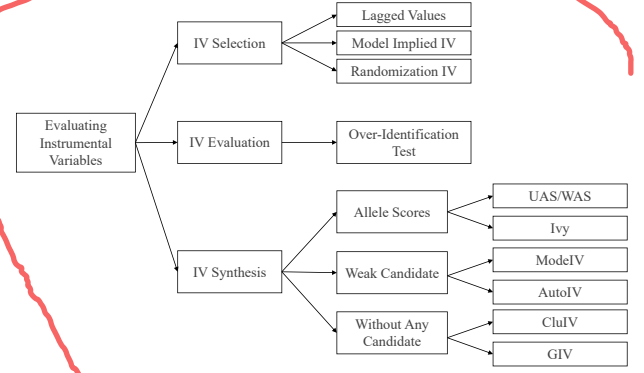 Lagged Values
IV Selection
Model Implied IV
Randomization IV
Evaluating
Instrumental
Variables
IV Evaluation
Over-Identification
Test
UAS/WAS
Allele Scores
Ivy
ModeIV
IV Synthesis
Weak Candidate
AutoIV
Without Any
Candidate
CluIV
GIV